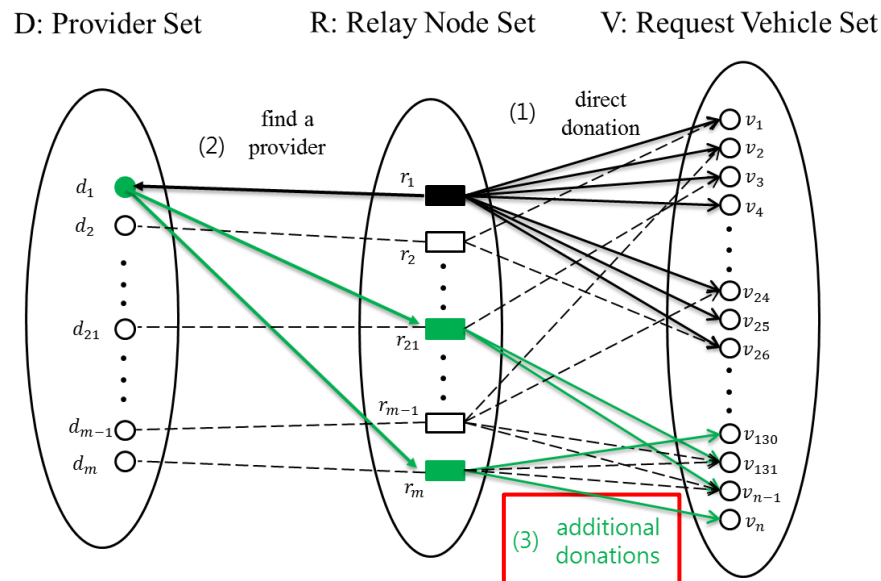 D: Provider Set
R: Relay Node Set
V: Request Vehicle Set
(2)
find a
provider
(1)
direct
donation
d₁
d₂
d₂₁
dₘ₋₁
dₘ
r₁
r₂
r₂₁
rₘ₋₁
rₘ
v₁
v₂
v₃
v₄
v₂₄
v₂₅
v₂₆
v₁₃₀
v₁₃₁
vₙ₋₁
vₙ
(3) additional
donations